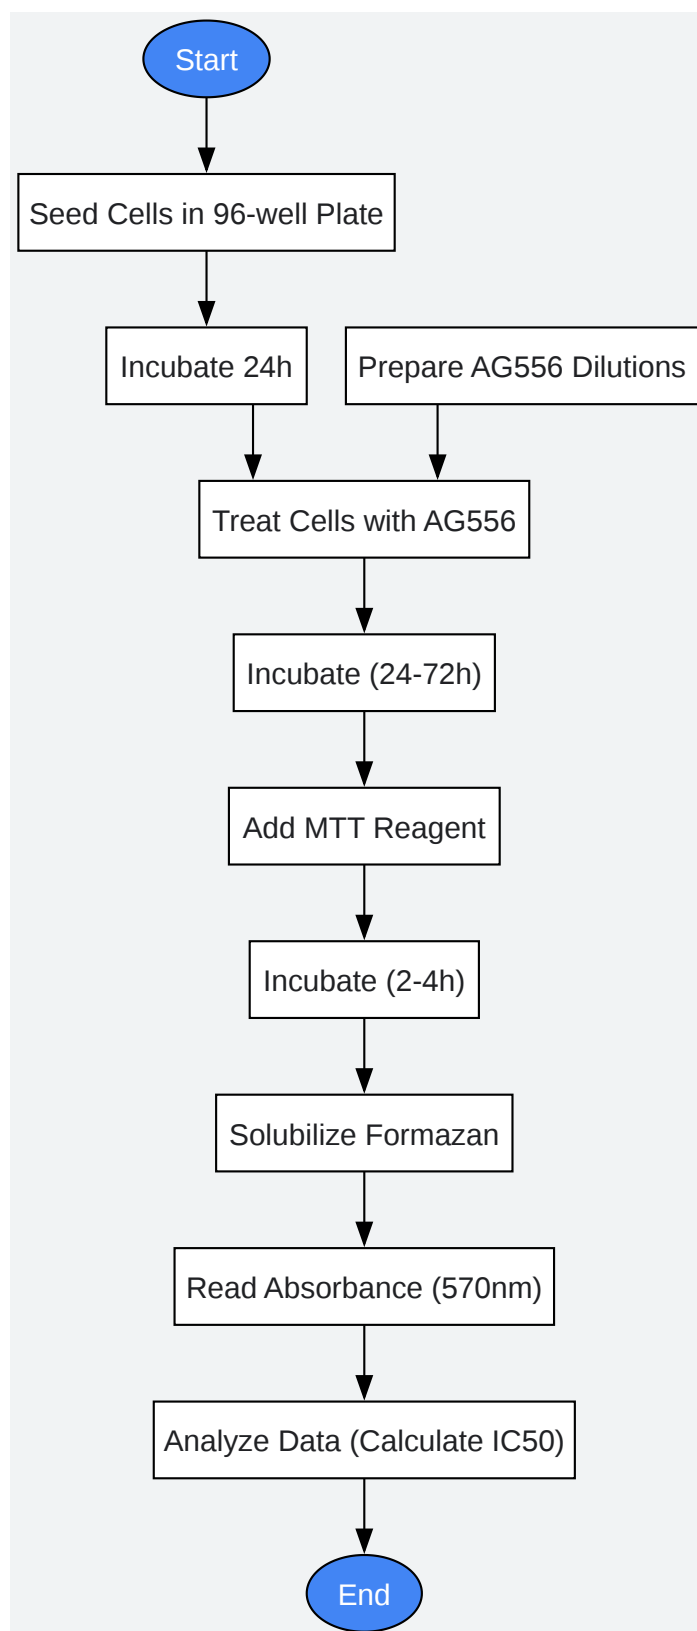 Start
Seed Cells in 96-well Plate
Incubate 24h
Prepare AG556 Dilutions
Treat Cells with AG556
Incubate (24-72h)
Add MTT Reagent
Incubate (2-4h)
Solubilize Formazan
Read Absorbance (570nm)
Analyze Data (Calculate IC50)
End